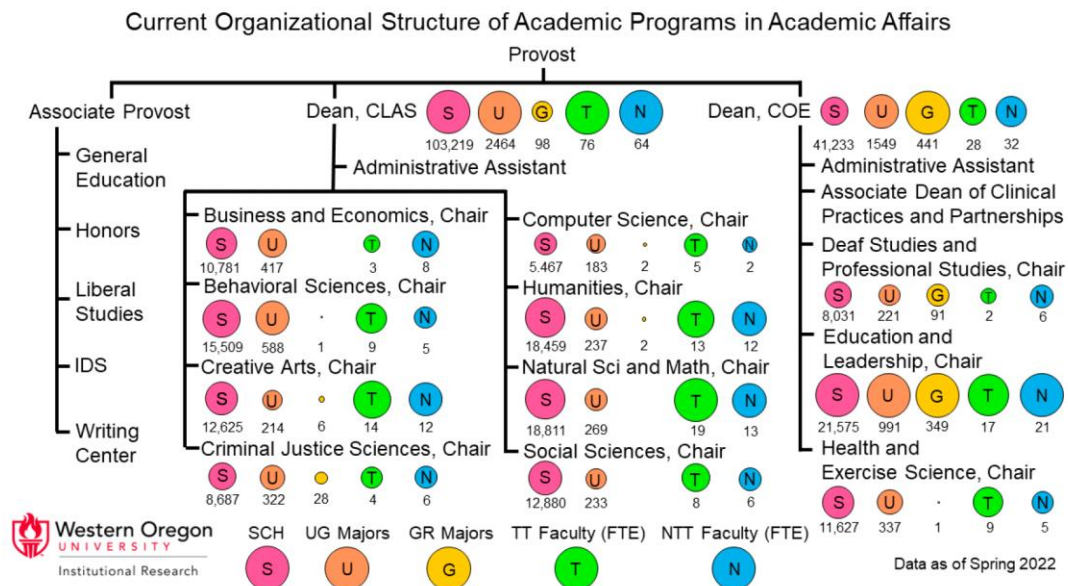 Current Organizational Structure of Academic Programs in Academic Affairs
Provost
Associate Provost
General
Education
Honors
Liberal
Studies
IDS
Writing
Center
Dean, CLAS
S U G T N
103,219 2464 98 76 64
Administrative Assistant
Business and Economics, Chair
S U T N
10,781 417 3 8
Behavioral Sciences, Chair
S U T N
15,509 588 1 9 5
Creative Arts, Chair
S U T N
12,625 214 6 14 12
Criminal Justice Sciences, Chair
S U T N
8,687 322 28 4 6
Computer Science, Chair
S U T N
5.467 183 2 5 2
Humanities, Chair
S U T N
18,459 237 2 13 12
Natural Sci and Math, Chair
S U T N
18,811 269 19 13
Social Sciences, Chair
S U T N
12,880 233 8 6
Dean, COE
S U G T N
41,233 1549 441 28 32
Administrative Assistant
Associate Dean of Clinical
Practices and Partnerships
Deaf Studies and
Professional Studies, Chair
S U G T N
8,031 221 91 2 6
Education and
Leadership, Chair
S U G T N
21,575 991 349 17 21
Health and
Exercise Science, Chair
S U T N
11,627 337 1 9 5
Western Oregon
UNIVERSITY
Institutional Research
SCH UG Majors GR Majors TT Faculty (FTE) NTT Faculty (FTE)
S U G T N
Data as of Spring 2022